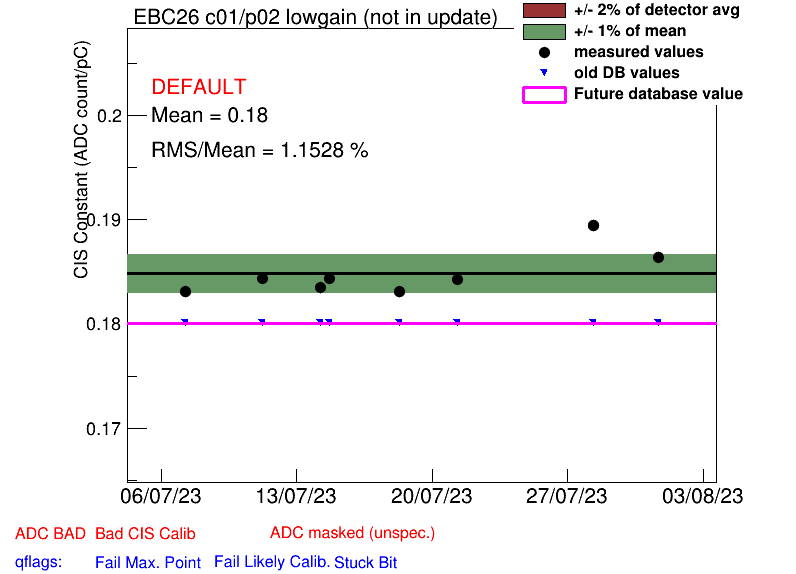 EBC26 c01/p02 lowgain (not in update)
+/- 2% of detector avg
+/- 1% of mean
measured values
old DB values
Future database value
DEFAULT
Mean = 0.18
RMS/Mean = 1.1528 %
CIS Constant (ADC count/pC)
0.2
0.19
0.18
0.17
06/07/23 13/07/23 20/07/23 27/07/23 03/08/23
ADC BAD Bad CIS Calib ADC masked (unspec.)
qflags: Fail Max. Point Fail Likely Calib. Stuck Bit